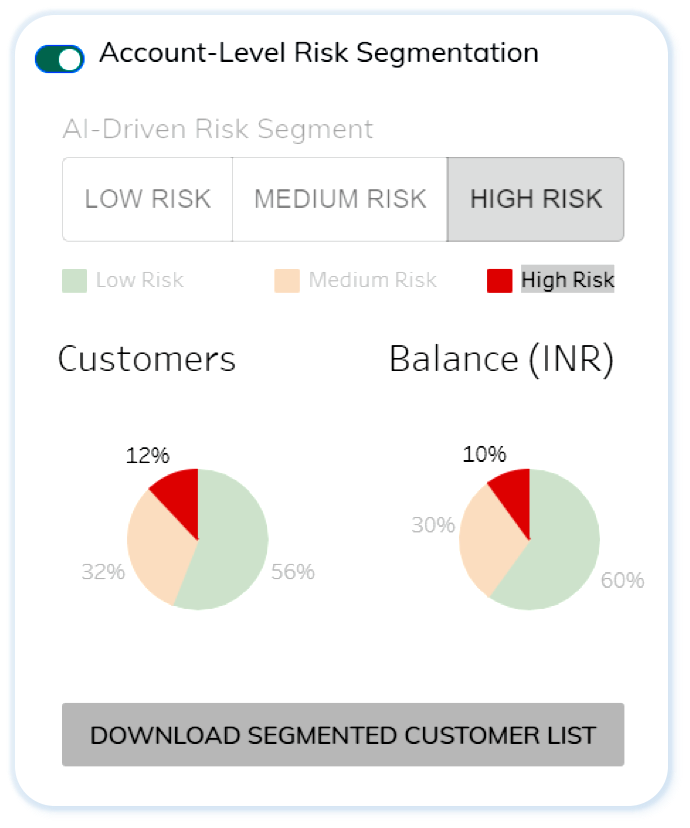 Account-Level Risk Segmentation
AI-Driven Risk Segment
LOW RISK MEDIUM RISK HIGH RISK
Low Risk Medium Risk High Risk
Customers Balance (INR)
12% 10%
30%
32% 56% 60%
DOWNLOAD SEGMENTED CUSTOMER LIST